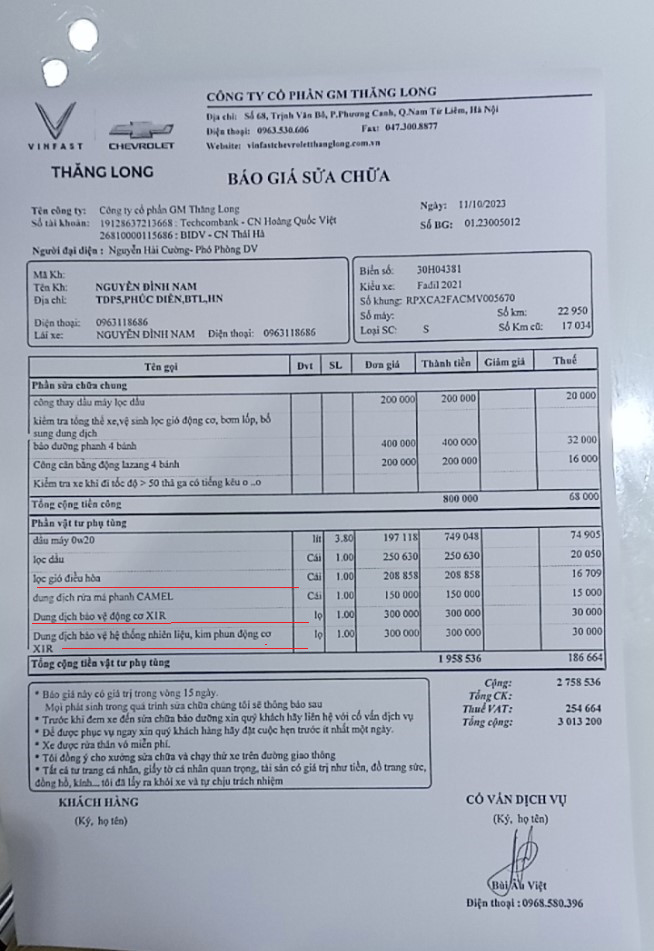 CÔNG TY CỔ PHẦN GM THĂNG LONG
Địa chỉ: Số 68, Trịnh Văn Bô, P.Phương Canh, Q.Nam Từ Liêm, Hà Nội
Điện thoại: 0963.530.606 Fax: 047.300.8877
Website: vinfastchevroletthanglong.com.vn
VINFAST CHEVROLET
THĂNG LONG
BÁO GIÁ SỬA CHỮA
Tên công ty: Công ty cổ phần GM Thăng Long Ngày: 11/10/2023
Số tài khoản: 19128637213668 : Techcombank - CN Hoàng Quốc Việt Số BG: 01.23005012
26810000115686 : BIDV - CN Thái Hà
Người đại diện : Nguyễn Hải Cường- Phó Phòng DV
Mã Kh:
Tên Kh: NGUYỄN ĐÌNH NAM
Địa chỉ: TDP5,PHÚC DIỄN,BTL,HN
Điện thoại: 0963118686
Lái xe: NGUYỄN ĐÌNH NAM Điện thoại: 0963118686
Biển số: 30H04381
Kiểu xe: Fadil 2021
Số khung: RPXCA2FACMV005670
Số máy: Số km: 22 950
Loại SC: S Số Km cũ: 17 034
Tên gọi Đvt SL Đơn giá Thành tiền Giảm giá Thuế
Phần sửa chữa chung
công thay dầu máy lọc dầu 200 000 200 000 20 000
kiểm tra tổng thể xe,vệ sinh lọc gió động cơ, bơm lốp, bổ
sung dung dịch
bảo dưỡng phanh 4 bánh 400 000 400 000 32 000
Công cân bằng động lazang 4 bánh 200 000 200 000 16 000
Kiểm tra xe khi đi tốc độ > 50 thả ga có tiếng kêu o ...o
Tổng cộng tiền công 800 000 68 000
Phần vật tư phụ tùng
dầu máy 0w20 lít 3.80 197 118 749 048 74 905
lọc dầu Cái 1.00 250 630 250 630 20 050
lọc gió điều hòa Cái 1.00 208 858 208 858 16 709
dung dịch rửa má phanh CAMEL Cái 1.00 150 000 150 000 15 000
Dung dịch bảo vệ động cơ X1R lọ 1.00 300 000 300 000 30 000
Dung dịch bảo vệ hệ thống nhiên liệu, kim phun động cơ lọ 1.00 300 000 300 000 30 000
X1R
Tổng cộng tiền vật tư phụ tùng 1 958 536 186 664
Cộng: 2 758 536
Tổng CK:
Thuế VAT: 254 664
Tổng cộng: 3 013 200
* Báo giá này có giá trị trong vòng 15 ngày.
Mọi phát sinh trong quá trình sửa chữa chúng tôi sẽ thông báo sau
* Trước khi đem xe đến sửa chữa bảo dưỡng xin quý khách hãy liên hệ với cố vấn dịch vụ
* Để được phục vụ ngay xin quý khách hàng hãy đặt cuộc hẹn trước ít nhất một ngày.
* Xe được rửa thân vỏ miễn phí.
* Tôi đồng ý cho xưởng sửa chữa và chạy thử xe trên đường giao thông
* Tất cả tư trang cá nhân, giấy tờ cá nhân quan trọng, tài sản có giá trị như tiền, đồ trang sức,
đồng hồ, kính.... tôi đã lấy ra khỏi xe và tự chịu trách nhiệm
KHÁCH HÀNG CỐ VẤN DỊCH VỤ
(Ký, họ tên) (Ký, họ tên)
Bùi Âu Việt
Điện thoại : 0968.580.396